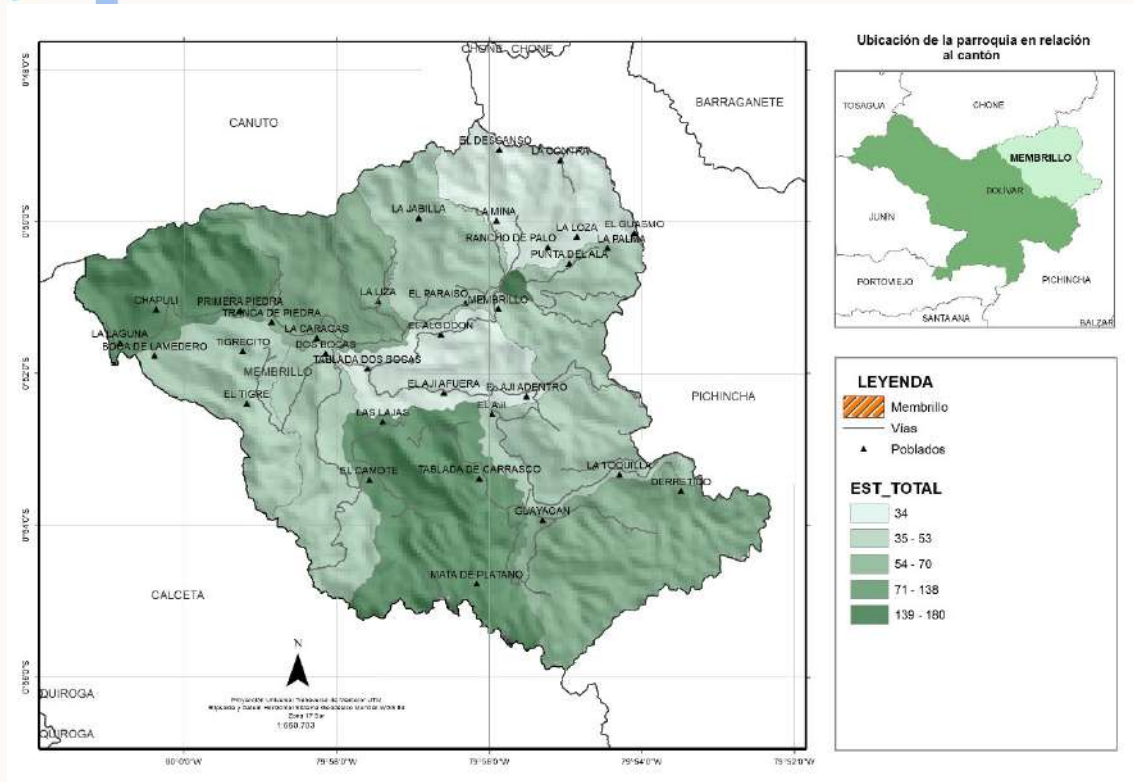 Ubicación de la parroquia en relación
al cantón
TOSAGUA
CHONE
MEMBRILLO
BOLÍVAR
JUNÍN
PORTOVIEJO
PICHINCHA
SANTA ANA
BALZAR
CHONE CHONE
BARRAGANETE
CANUTO
EL DESCANSO
LA CONTRA
LA JABILLA
LA MINA
LA LOZA
EL GUASMO
RANCHO DE PALO
LA PALMA
PUNTA DEL ALA
CHAPULI
PRIMERA PIEDRA
LA LIZA
EL PARAISO
MEMBRILLO
TRANCA DE PIEDRA
LA LAGUNA
LA CARACAS
EL ALGODON
BOCA DE LAMEDERO
TIGRECITO
DOS BOCAS
TABLADA DOS BOCAS
MEMBRILLO
EL TIGRE
EL AJI AFUERA
EL AJI ADENTRO
PICHINCHA
LAS LAJAS
EL AJI
EL CAMOTE
TABLADA DE CARRASCO
LA TOQUILLA
DERRETIDO
GUAYACAN
MATA DE PLATANO
CALCETA
N
QUIROGA
QUIROGA
Zona 17 Sur
80°0'0"W
79°58'0"W
79°56'0"W
79°54'0"W
79°52'0"W
LEYENDA
Membrillo
Vías
Poblados
EST_TOTAL
34
35 - 53
54 - 70
71 - 138
139 - 180